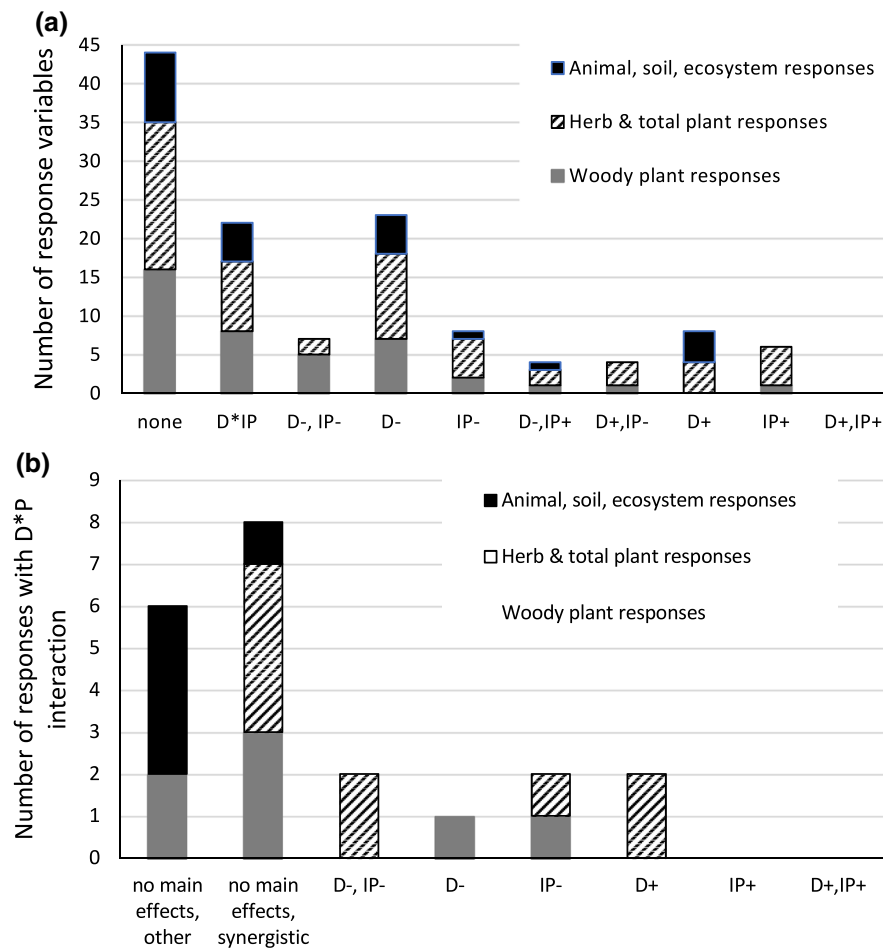 (a)
Number of response variables
45
40
35
30
25
20
15
10
5
0
Animal, soil, ecosystem responses
Herb & total plant responses
Woody plant responses
none D*IP D-, IP- D- IP- D-,IP+ D+,IP- D+ IP+ D+,IP+
(b)
Number of responses with D*P
interaction
9
8
7
6
5
4
3
2
1
0
Animal, soil, ecosystem responses
Herb & total plant responses
Woody plant responses
no main
effects,
other
no main
effects,
synergistic
D-, IP- D- IP- D+ IP+ D+,IP+